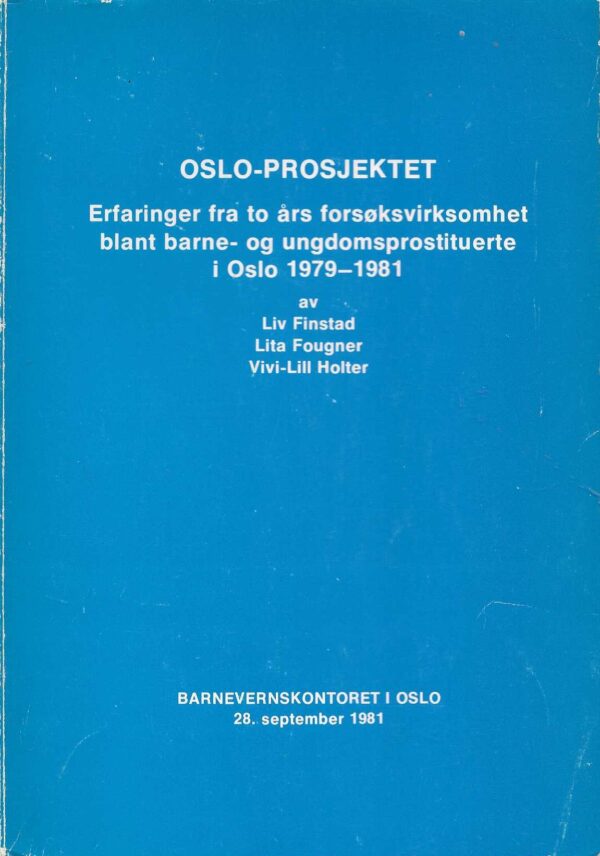 OSLO-PROSJEKTET
Erfaringer fra to års forsøksvirksomhet
blant barne- og ungdomsprostituerte
i Oslo 1979–1981
av
Liv Finstad
Lita Fougner
Vivi-Lill Holter
BARNEVERNSKONTORET I OSLO
28. september 1981